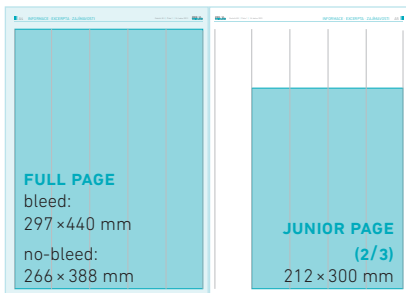 FULL PAGE
bleed:
297 × 440 mm
no-bleed:
266 × 388 mm
JUNIOR PAGE
(2/3)
212 × 300 mm